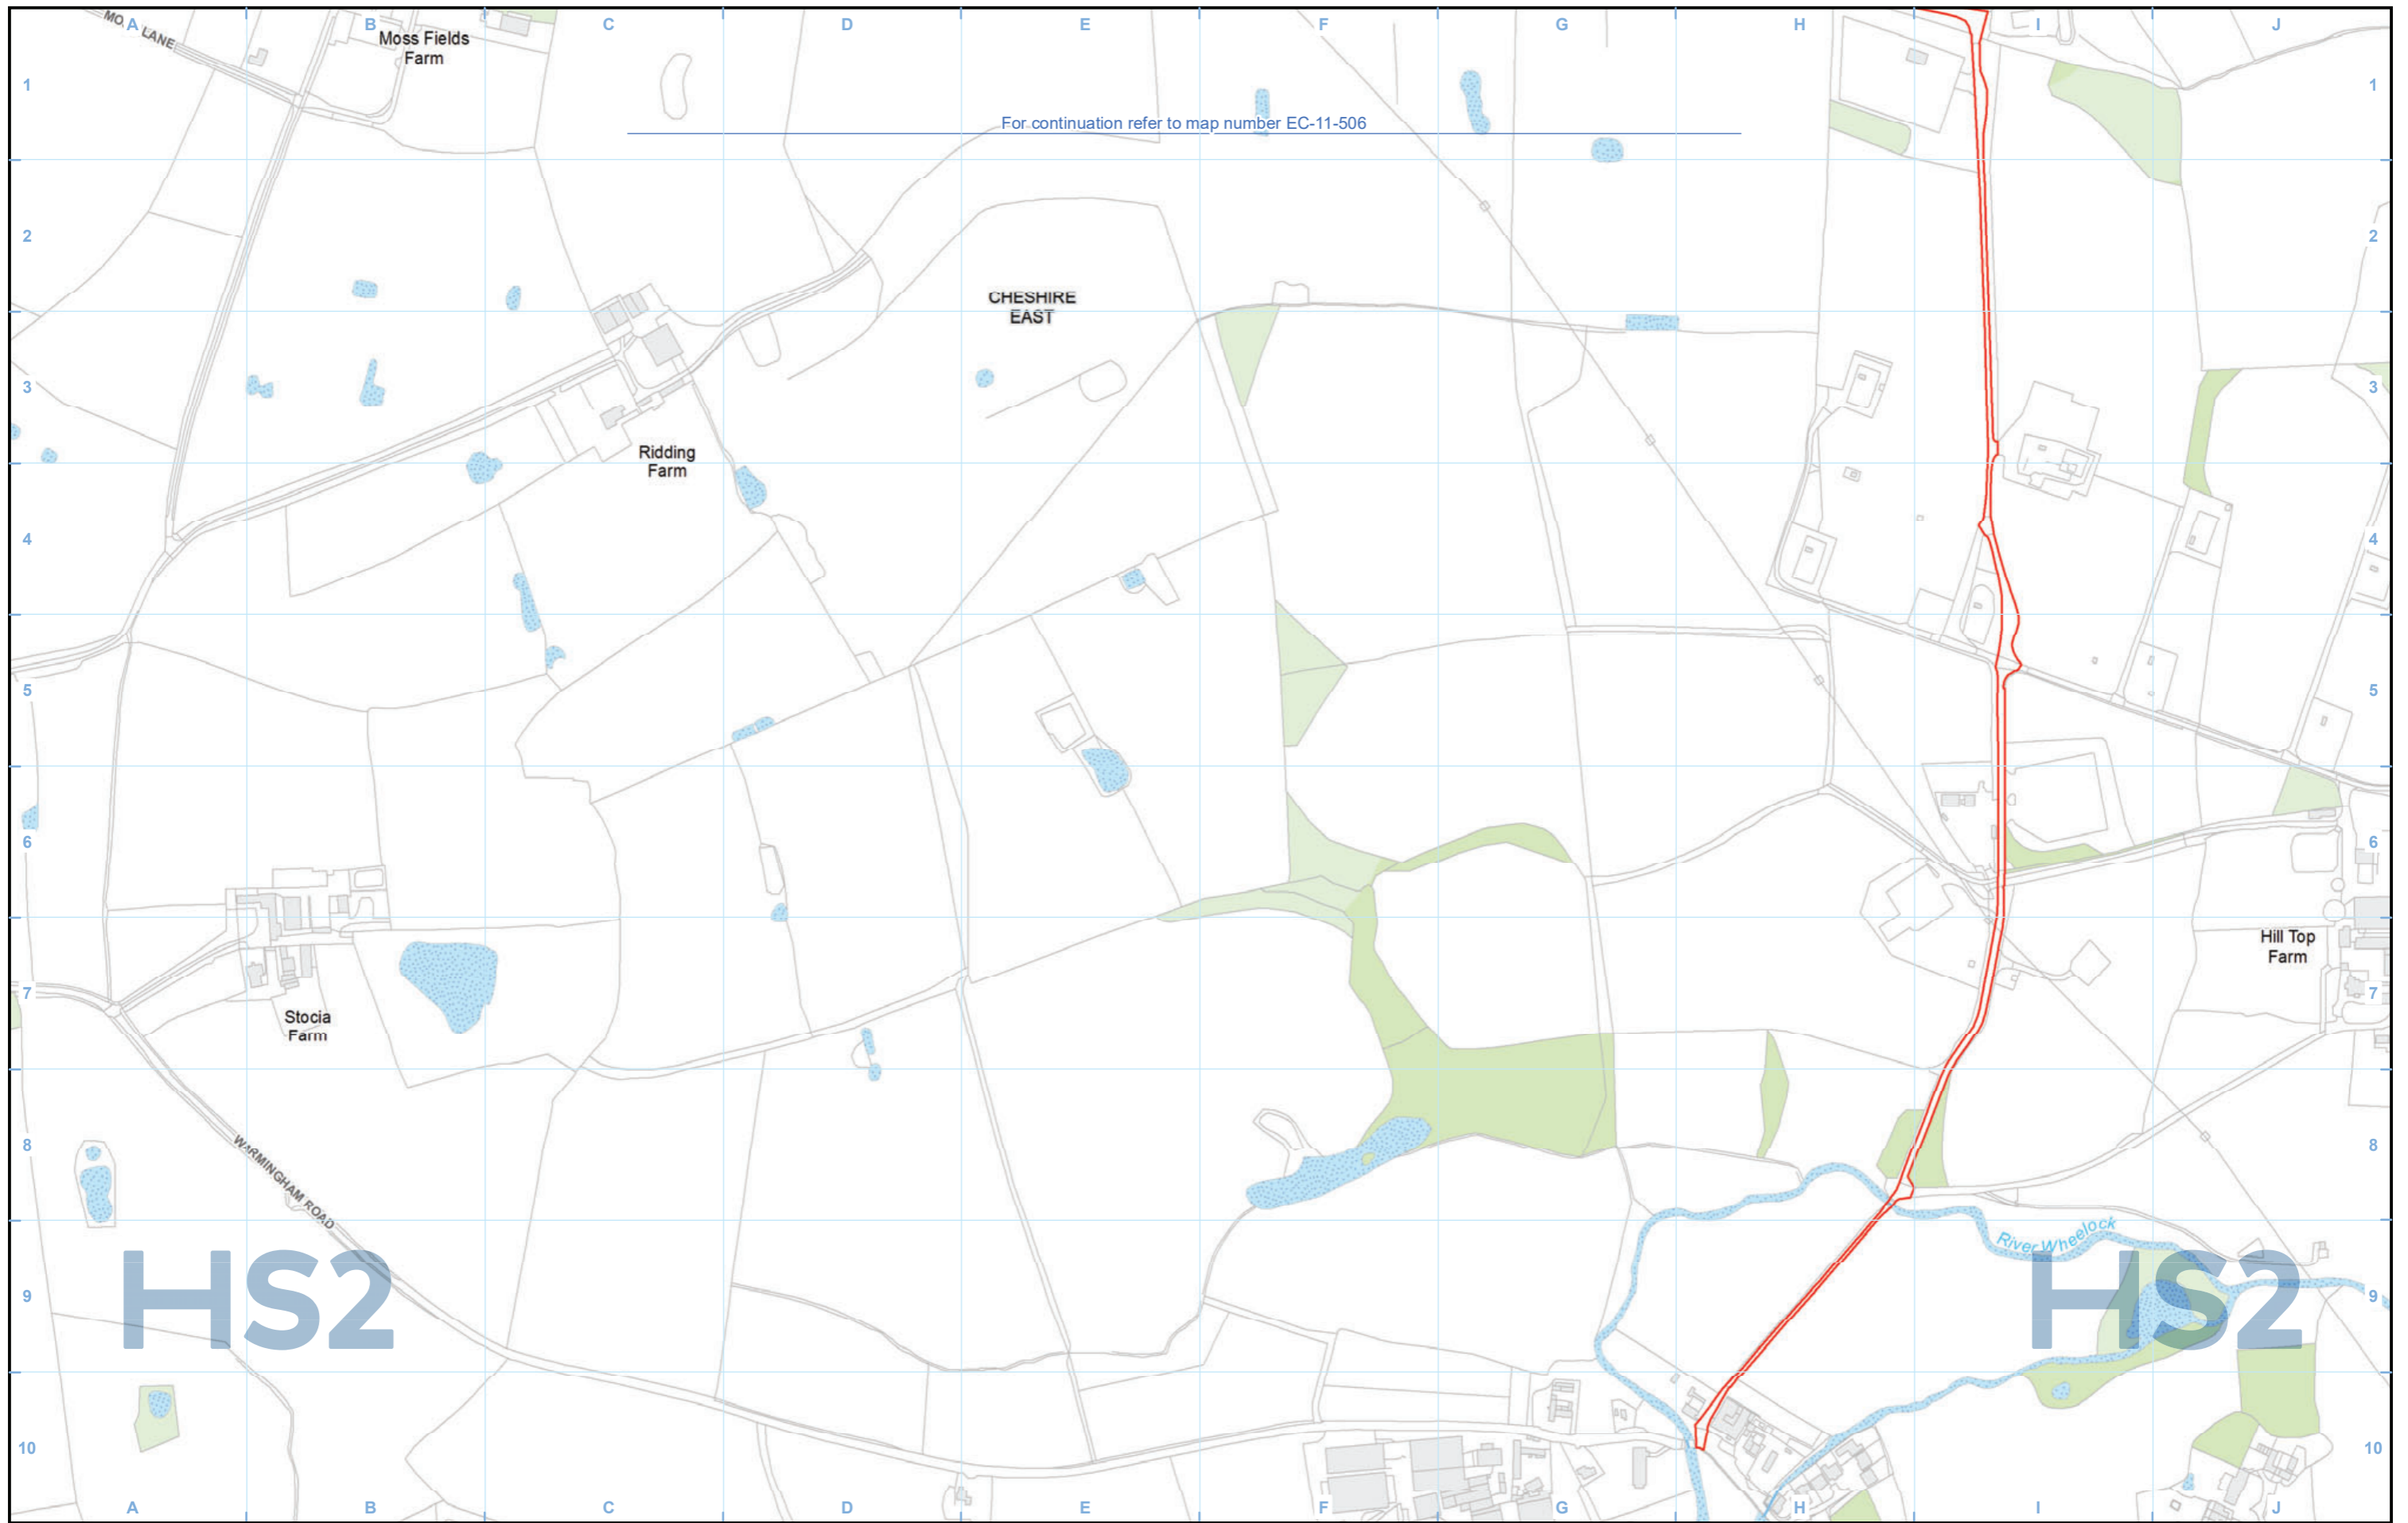 A B C D E F G H I J
MO LANE
Moss Fields
Farm
1 1
For continuation refer to map number EC-11-506
2 2
CHESHIRE
EAST
3 3
Ridding
Farm
4 4
5 5
6 6
Hill Top
Farm
7 7
Stocia
Farm
8 8
WARMINGHAM ROAD
River Wheelock
HS2 HS2
9 9
10 10
A B C D E F G H I J